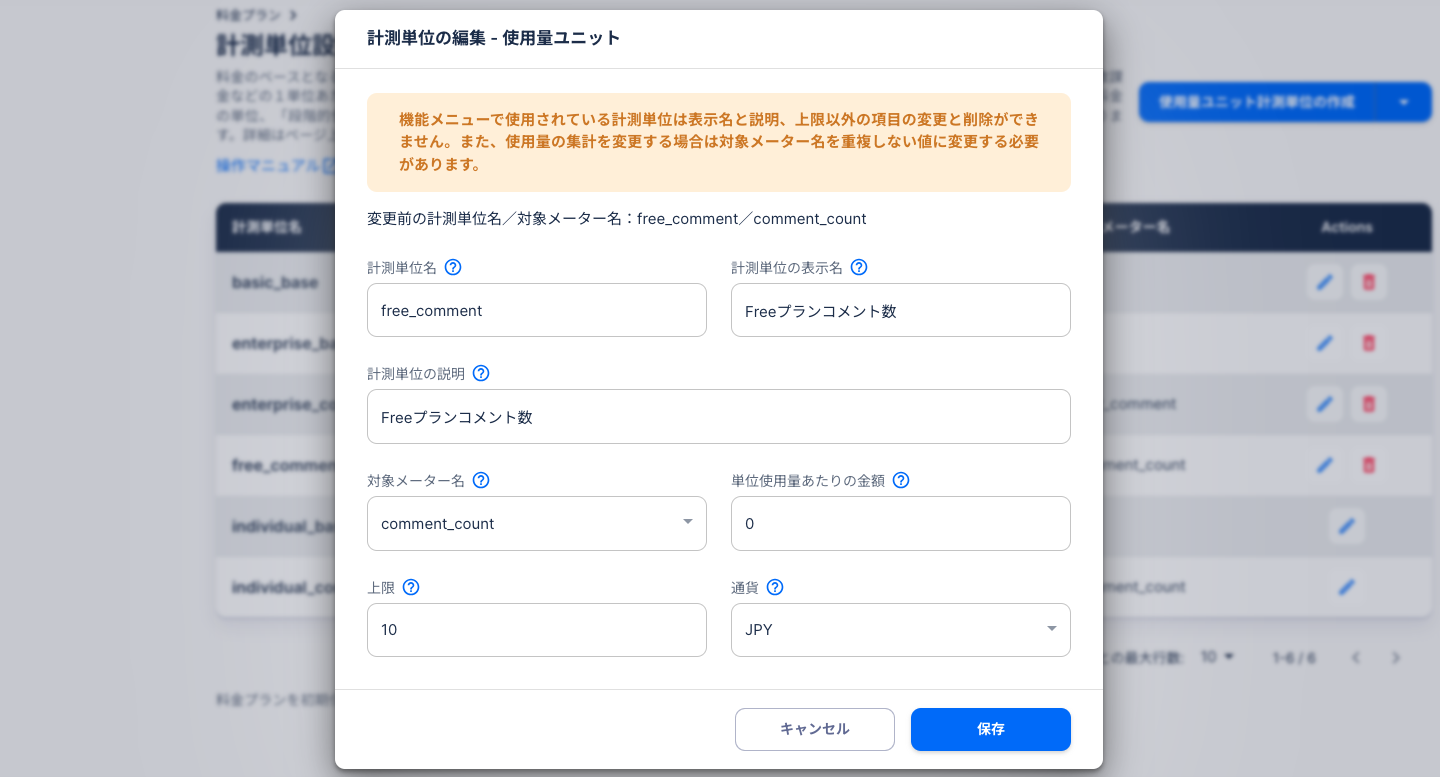 料金プラン
計測単位の編集 - 使用量ユニット
計測単位設
料金のベースとな
金などの１単位あ
の単位、「段階的
す。詳細はページ上
操作マニュアル
使用量ユニット計測単位の作成
機能メニューで使用されている計測単位は表示名と説明、上限以外の項目の変更と削除ができ
ません。また、使用量の集計を変更する場合は対象メーター名を重複しない値に変更する必要
があります。
変更前の計測単位名／対象メーター名：free_comment／comment_count
計測単位名
計測単位の表示名
free_comment
Freeプランコメント数
計測単位の説明
Freeプランコメント数
対象メーター名
単位使用量あたりの金額
comment_count
0
上限
通貨
10
JPY
キャンセル
保存
計測単位名
メーター名
Actions
basic_base
enterprise_ba
enterprise_co
_comment
free_commen
ment_count
individual_ba
individual_co
ment_count
の最大行数:
10
1-6 / 6
料金プランを初期